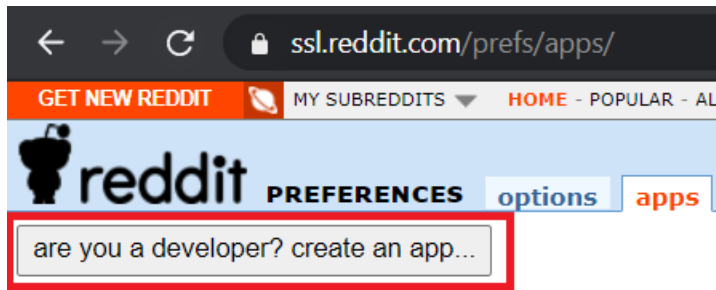 ssl.reddit.com/prefs/apps/
GET NEW REDDIT MY SUBREDDITS HOME - POPULAR - AL
reddit PREFERENCES options apps
are you a developer? create an app...